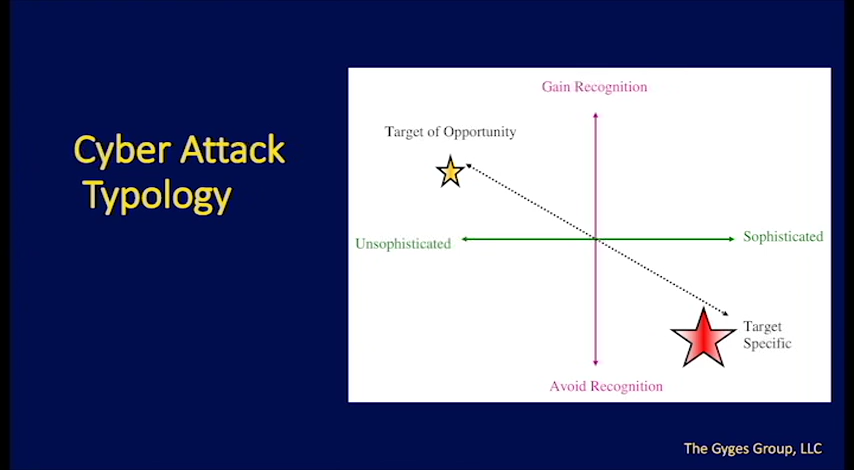 Cyber Attack
Typology
Gain Recognition
Target of Opportunity
Unsophisticated
Sophisticated
Target
Specific
Avoid Recognition
The Gyges Group, LLC